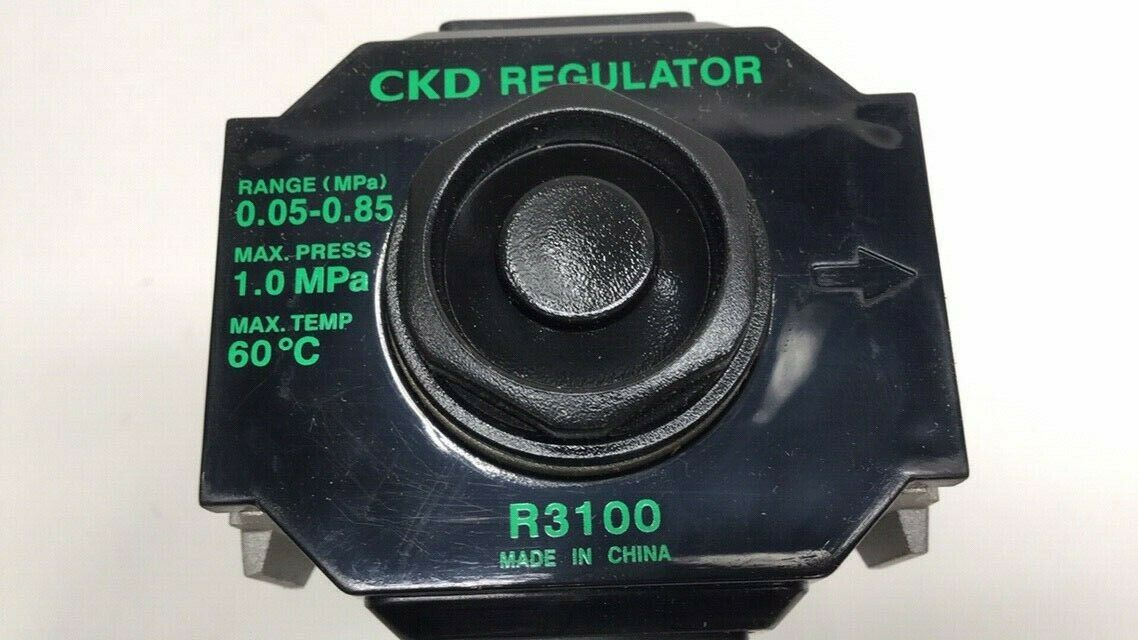 CKD REGULATOR
RANGE (MPa)
0.05-0.85
MAX. PRESS
1.0 MPa
MAX. TEMP
60 °C
R3100
MADE IN CHINA